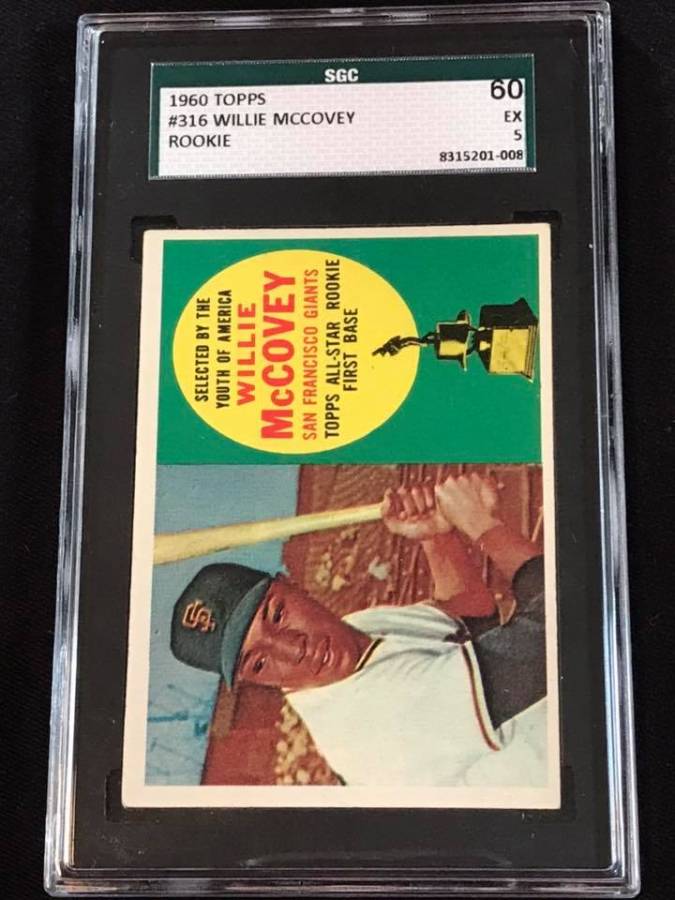 SGC
1960 TOPPS 60
#316 WILLIE MCCOVEY EX
ROOKIE 5
8315201-008
SELECTED BY THE
YOUTH OF AMERICA
WILLIE
McCOVEY
SAN FRANCISCO GIANTS
TOPPS ALL-STAR ROOKIE
FIRST BASE
SF